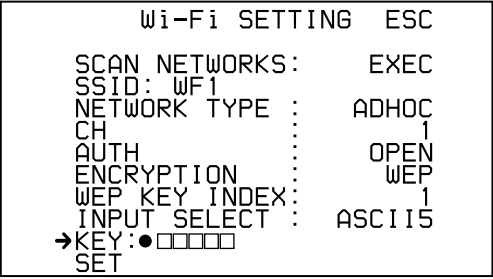 Wi-Fi SETTING ESC
SCAN NETWORKS: EXEC
SSID: WF1
NETWORK TYPE : ADHOC
CH : 1
AUTH : OPEN
ENCRYPTION : WEP
WEP KEY INDEX: 1
INPUT SELECT : ASCII5
→KEY:●□□□□□
SET